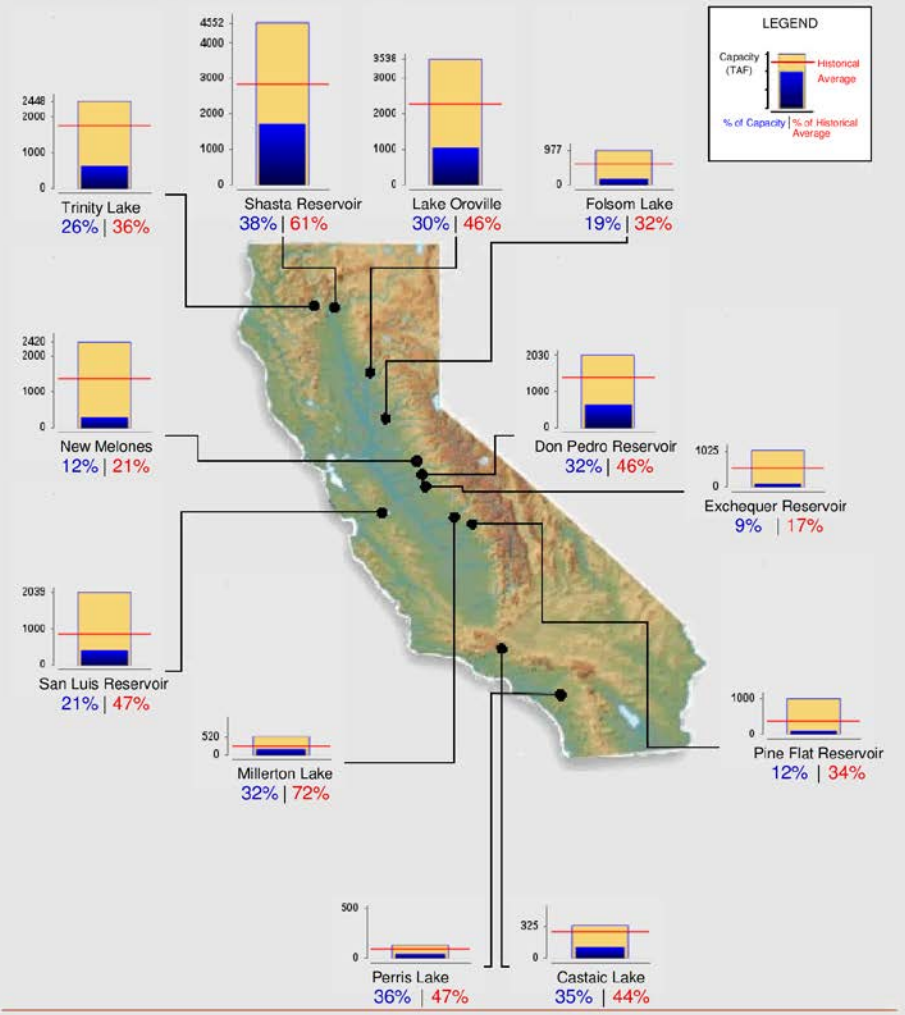 LEGEND
Capacity
(TAF)
Historical
Average
% of Capacity | % of Historical
Average
2448
2000
1000
0
Trinity Lake
26% | 36%
4552
4000
3000
2000
1000
0
Shasta Reservoir
38% | 61%
3538
3000
2000
1000
0
Lake Oroville
30% | 46%
977
0
Folsom Lake
19% | 32%
2420
2000
1000
0
New Melones
12% | 21%
2030
1000
0
Don Pedro Reservoir
32% | 46%
1025
0
Exchequer Reservoir
9% | 17%
2039
1000
0
San Luis Reservoir
21% | 47%
520
0
Millerton Lake
32% | 72%
1000
0
Pine Flat Reservoir
12% | 34%
500
0
Perris Lake
36% | 47%
325
0
Castaic Lake
35% | 44%